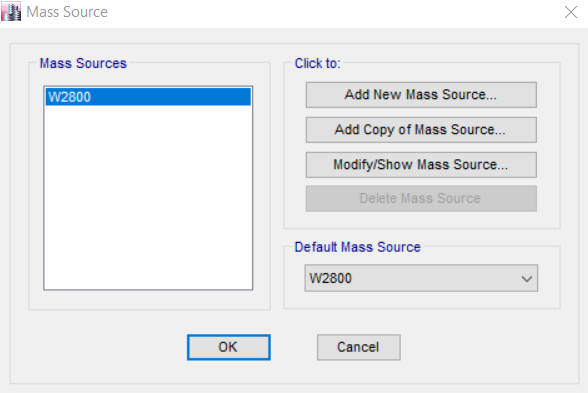 Mass Source
Mass Sources
W2800
Click to:
Add New Mass Source...
Add Copy of Mass Source...
Modify/Show Mass Source...
Delete Mass Source
Default Mass Source
W2800
OK
Cancel